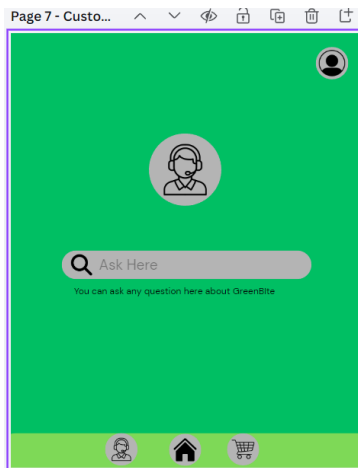 Page 7 - Custo...
Ask Here
You can ask any question here about GreenBite